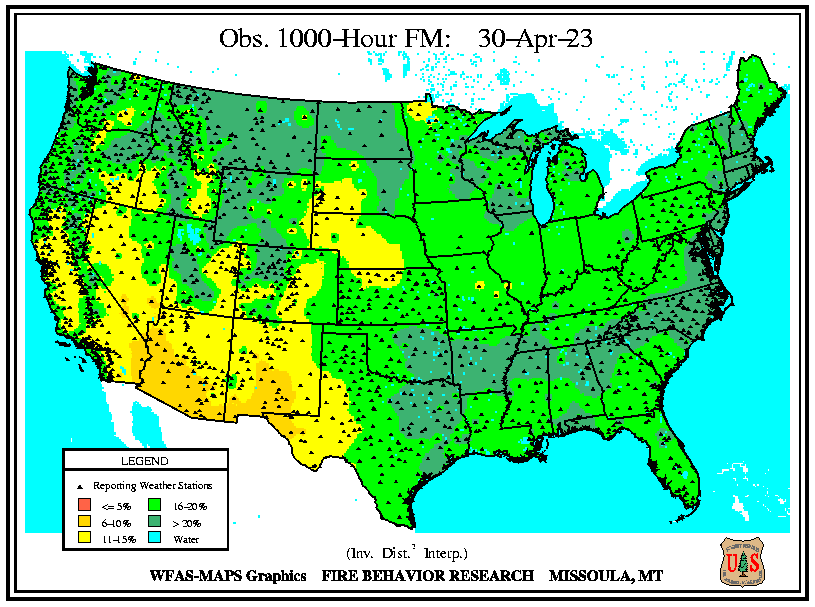 Obs. 1000-Hour FM: 30-Apr-23
LEGEND
Reporting Weather Stations
<= 5%
16-20%
6-10%
> 20%
11-15%
Water
(Inv. Dist.² Interp.)
WFAS-MAPS Graphics FIRE BEHAVIOR RESEARCH MISSOULA, MT
U S